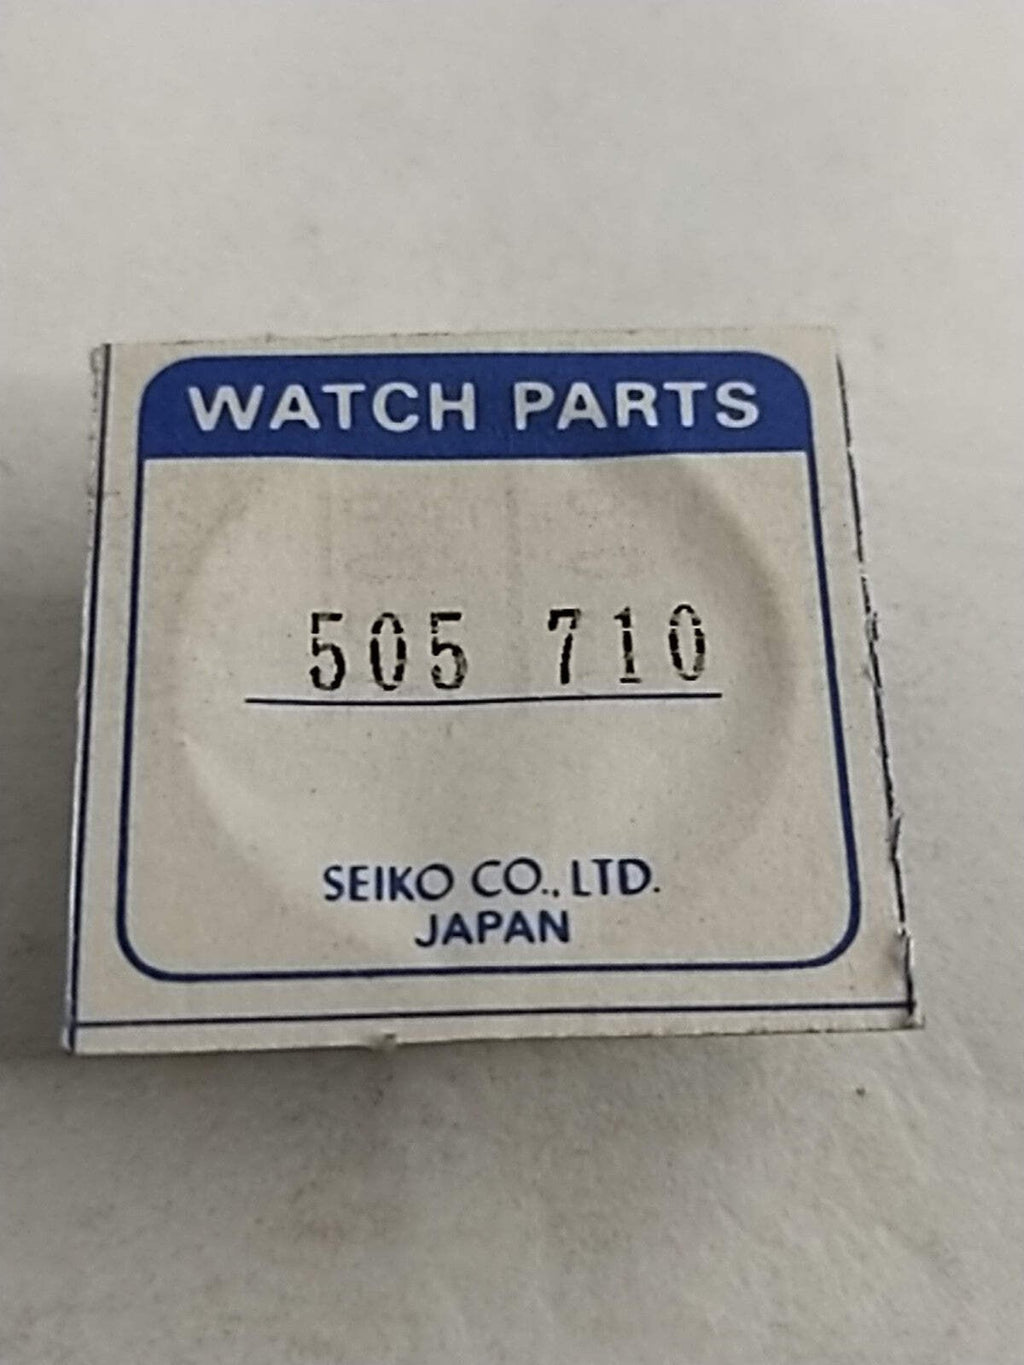 WATCH PARTS
505 710
SEIKO CO., LTD.
JAPAN